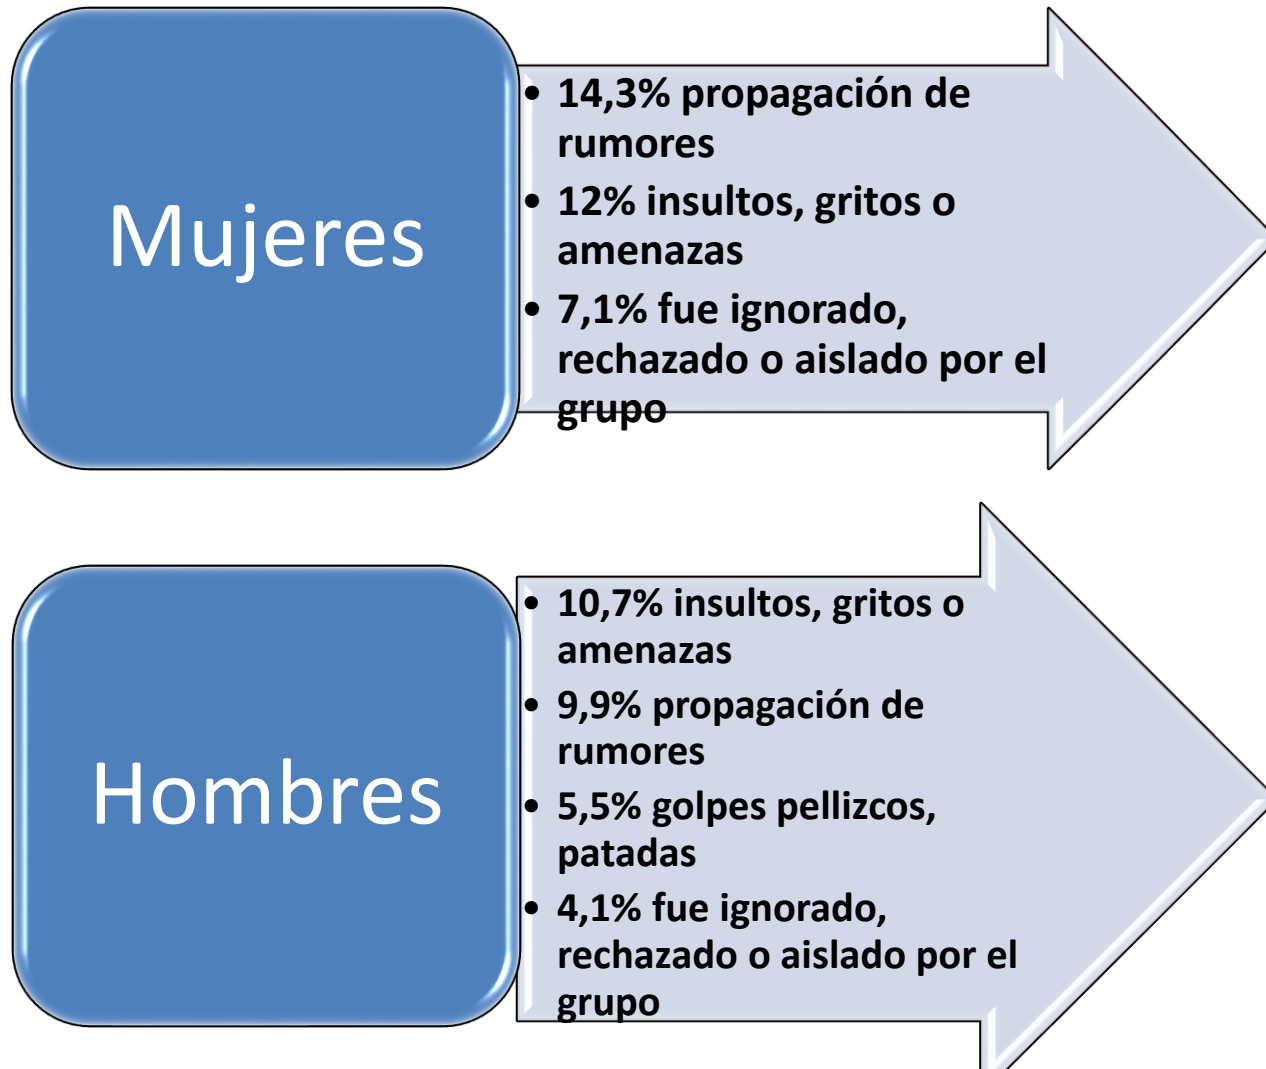 Mujeres
• 14,3% propagación de
rumores
• 12% insultos, gritos o
amenazas
• 7,1% fue ignorado,
rechazado o aislado por el
grupo
Hombres
• 10,7% insultos, gritos o
amenazas
• 9,9% propagación de
rumores
• 5,5% golpes pellizcos,
patadas
• 4,1% fue ignorado,
rechazado o aislado por el
grupo